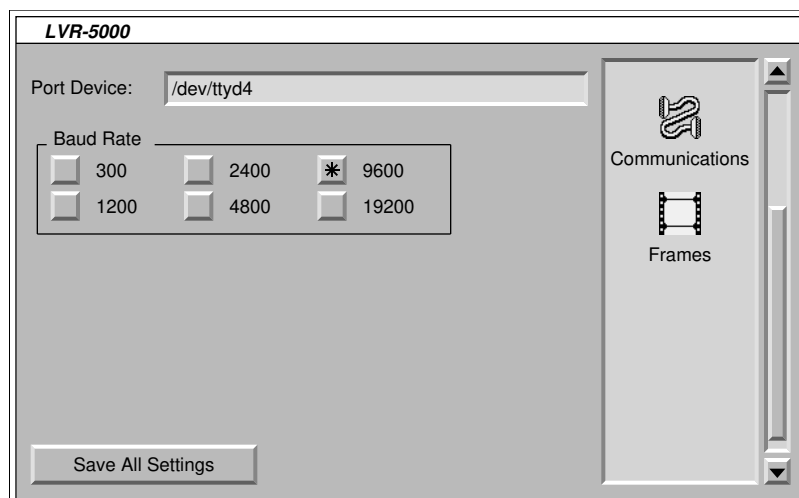 LVR-5000
Port Device: /dev/ttyd4
Baud Rate
300 2400 9600
1200 4800 19200
Communications
Frames
Save All Settings